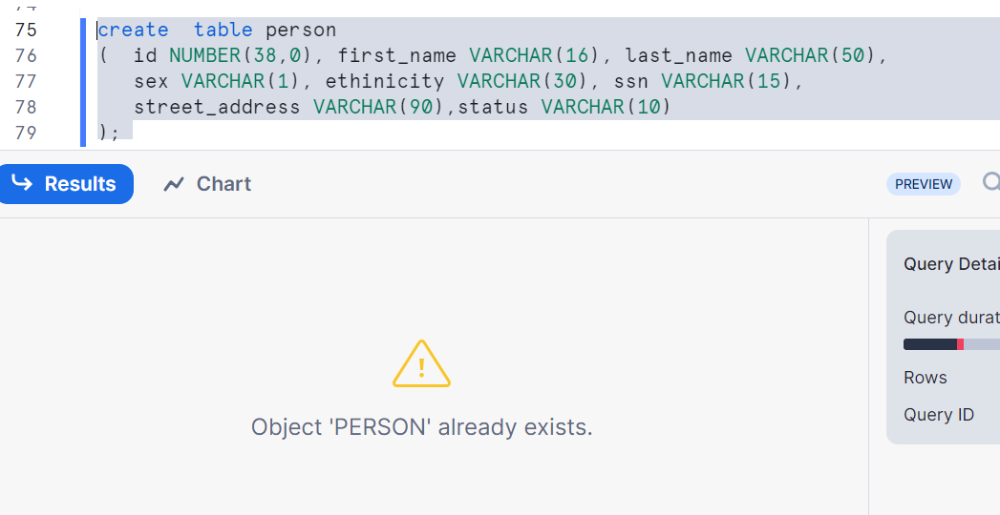 75 create  table person
76 (  id NUMBER(38,0), first_name VARCHAR(16), last_name VARCHAR(50),
77 sex VARCHAR(1), ethinicity VARCHAR(30), ssn VARCHAR(15),
78 street_address VARCHAR(90),status VARCHAR(10)
79 );
Results Chart PREVIEW
Query Detai
Query durat
Object 'PERSON' already exists.
Rows
Query ID